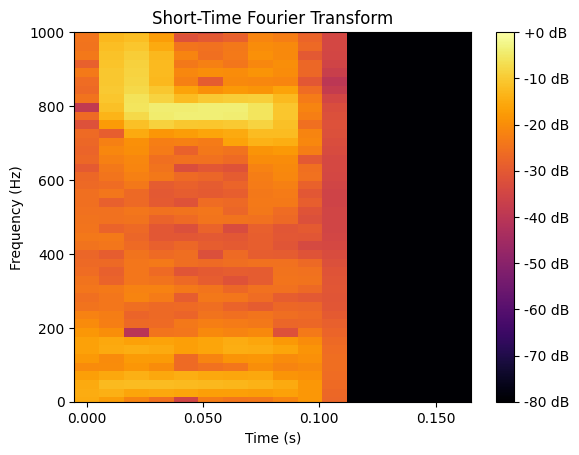 Short-Time Fourier Transform
1000
800
600
400
200
0
Frequency (Hz)
0.000
0.050
0.100
0.150
Time (s)
+0 dB
-10 dB
-20 dB
-30 dB
-40 dB
-50 dB
-60 dB
-70 dB
-80 dB